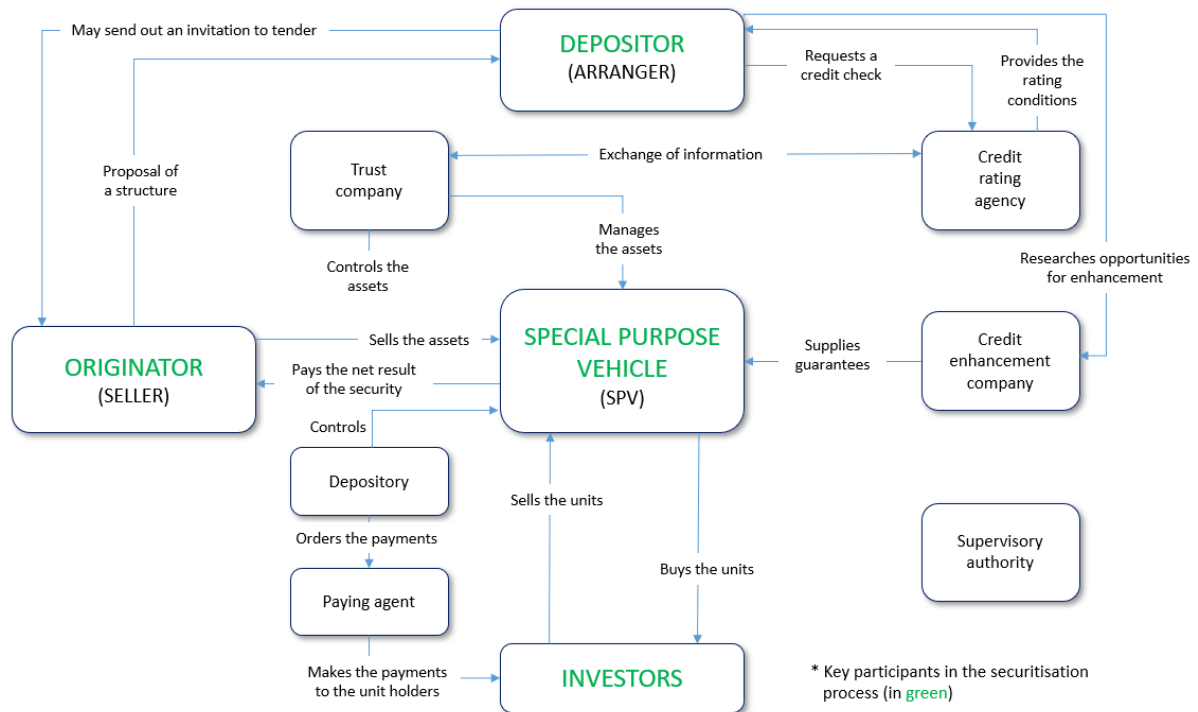 May send out an invitation to tender
DEPOSITOR
(ARRANGER)
Requests a
credit check
Provides the
rating
conditions
Proposal of
a structure
Trust
company
Exchange of information
Credit
rating
agency
Manages
the assets
Controls the
assets
Researches opportunities
for enhancement
ORIGINATOR
(SELLER)
Sells the assets
Pays the net result
of the security
SPECIAL PURPOSE
VEHICLE
(SPV)
Supplies
guarantees
Credit
enhancement
company
Controls
Depository
Sells the units
Orders the payments
Supervisory
authority
Buys the units
Paying agent
Makes the payments
to the unit holders
INVESTORS
* Key participants in the securitisation
process (in green)